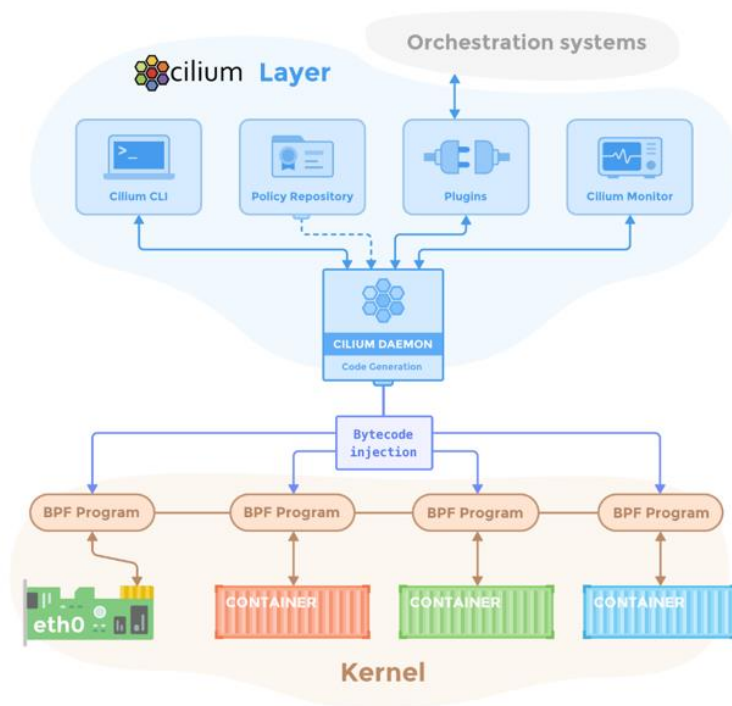 Orchestration systems
cilium Layer
>_
Cilium CLI
Policy Repository
Plugins
Cilium Monitor
CILIUM DAEMON
Code Generation
Bytecode
injection
BPF Program
BPF Program
BPF Program
BPF Program
eth0
CONTAINER
CONTAINER
CONTAINER
Kernel